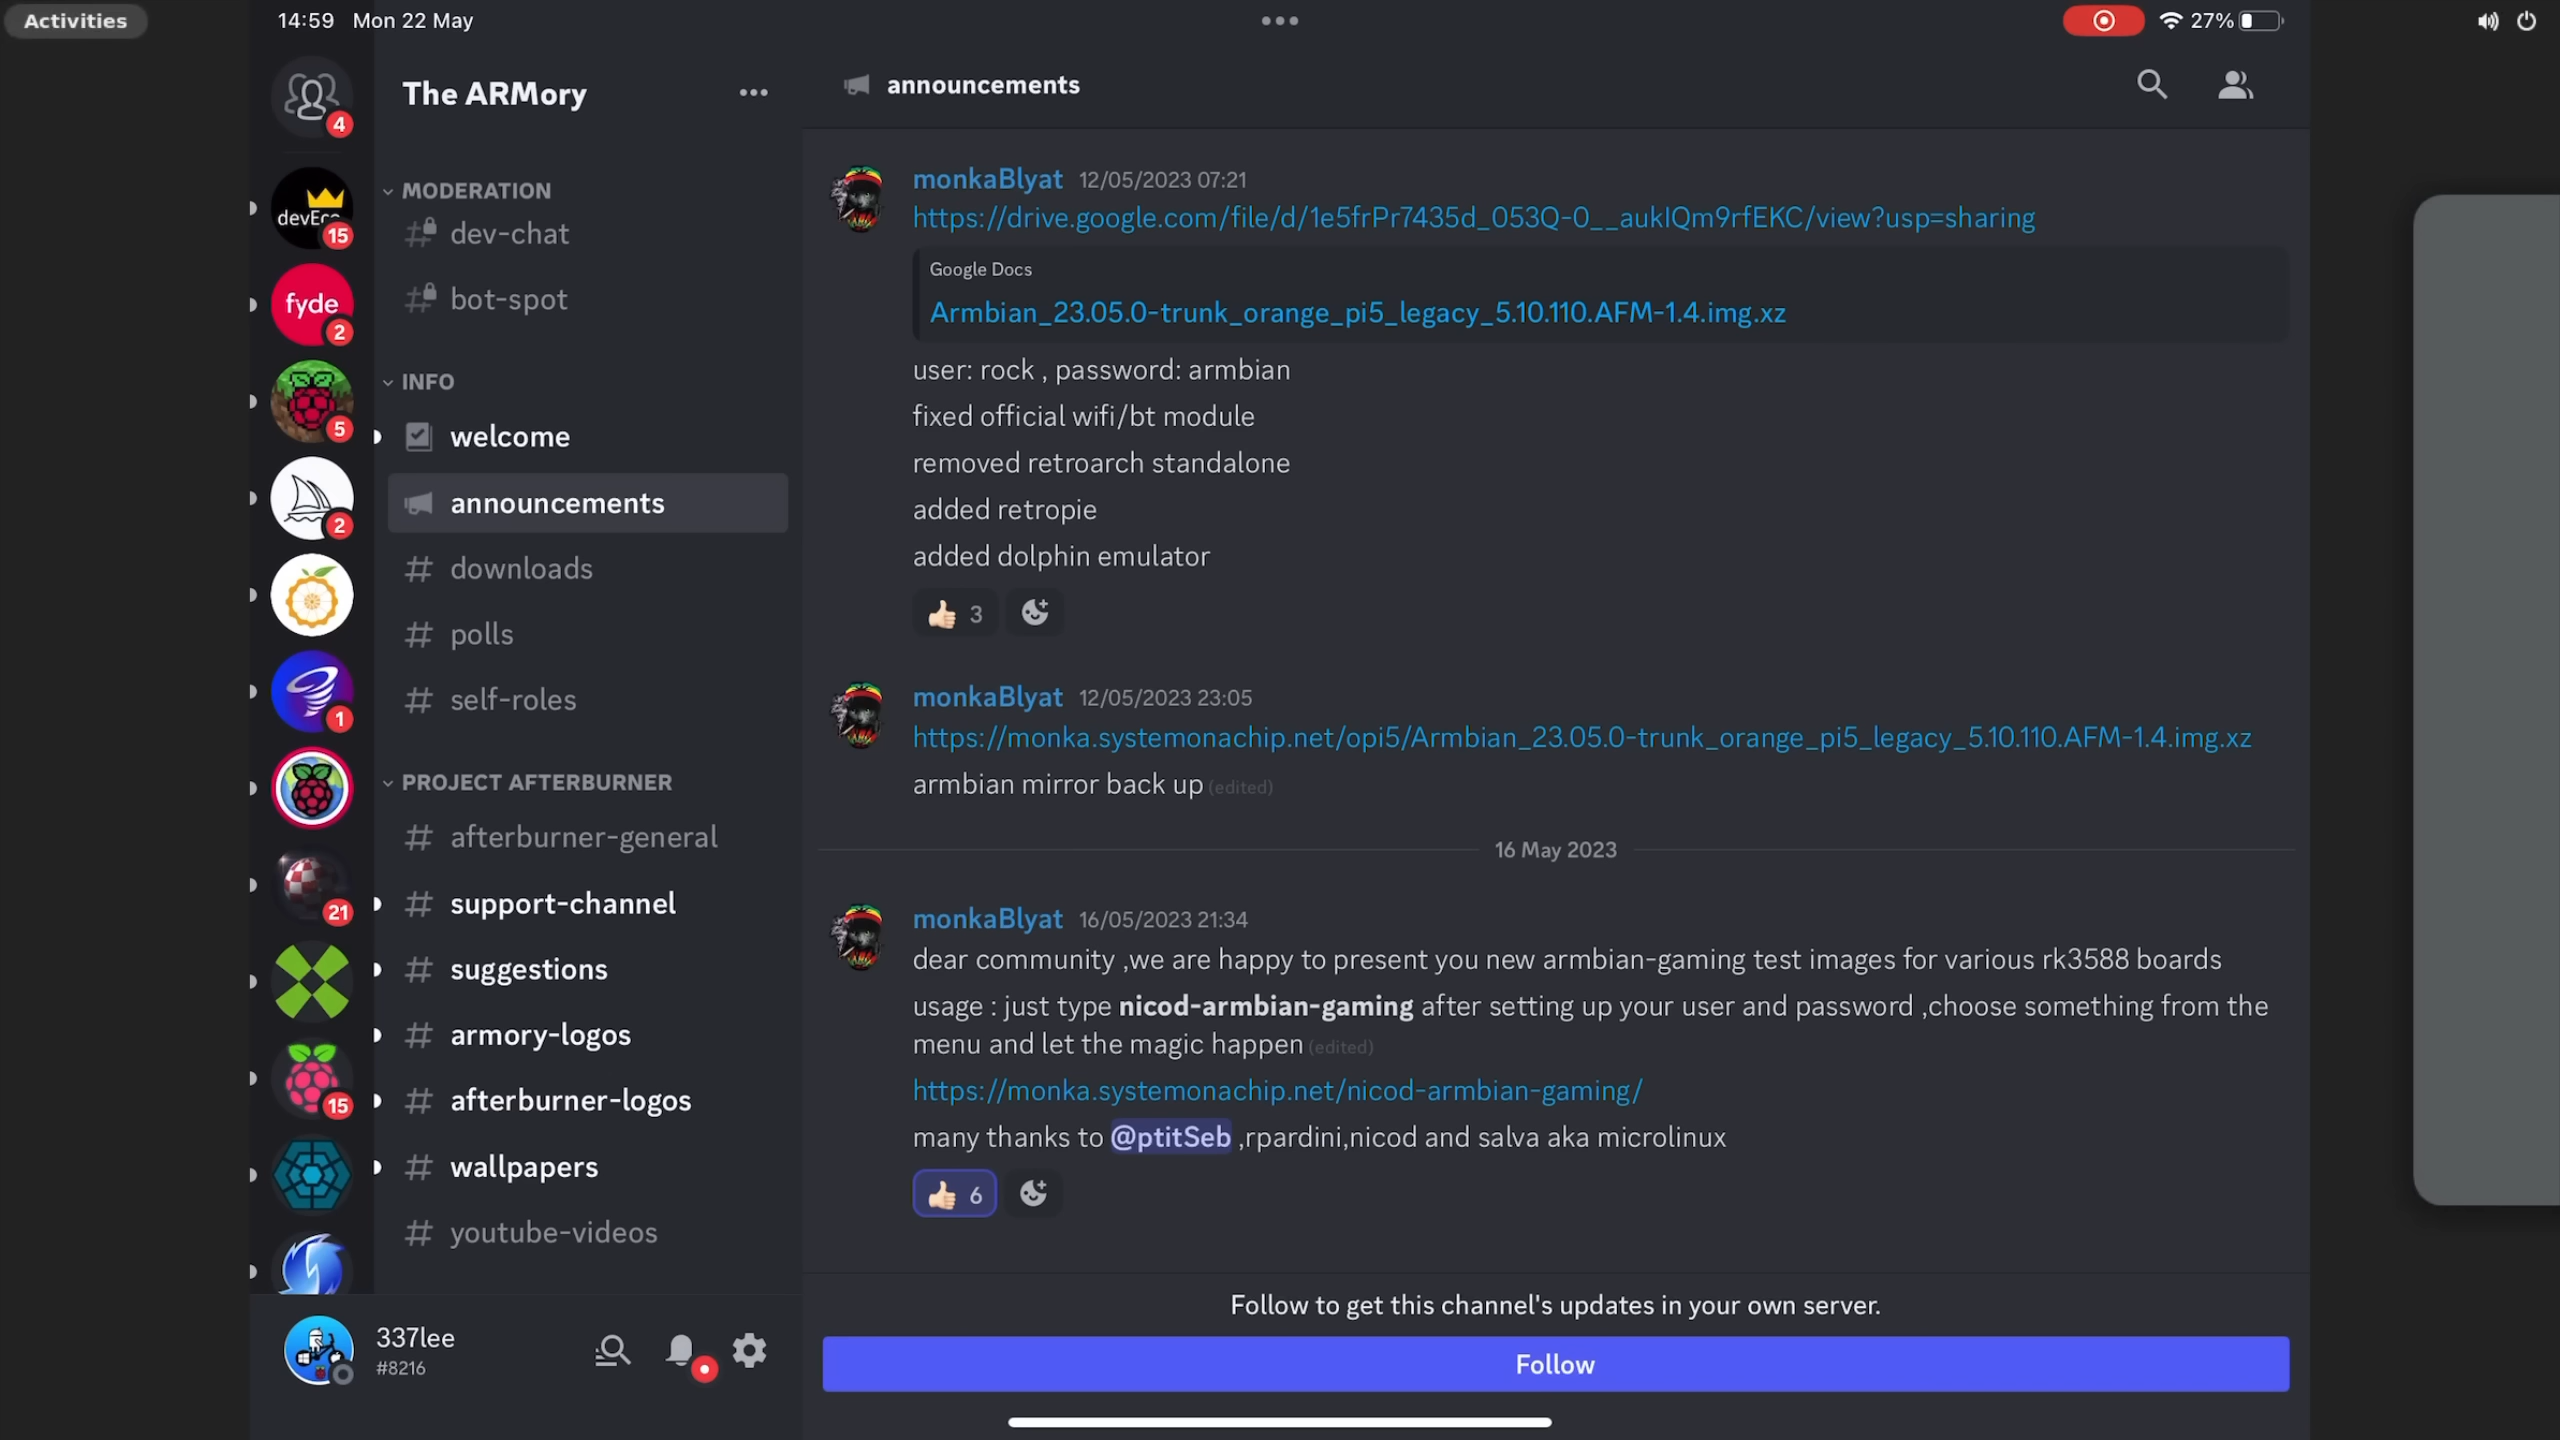 Activities
14:59 Mon 22 May
27%
4
The ARMory
announcements
devEco
15
MODERATION
dev-chat
bot-spot
fyde
2
INFO
welcome
5
announcements
2
downloads
polls
self-roles
1
PROJECT AFTERBURNER
afterburner-general
support-channel
21
suggestions
armory-logos
afterburner-logos
15
wallpapers
youtube-videos
337lee
#8216
monkaBlyat 12/05/2023 07:21
https://drive.google.com/file/d/1e5frPr7435d_053Q-0__aukIQm9rfEKC/view?usp=sharing
Google Docs
Armbian_23.05.0-trunk_orange_pi5_legacy_5.10.110.AFM-1.4.img.xz
user: rock , password: armbian
fixed official wifi/bt module
removed retroarch standalone
added retropie
added dolphin emulator
3
monkaBlyat 12/05/2023 23:05
https://monka.systemonachip.net/opi5/Armbian_23.05.0-trunk_orange_pi5_legacy_5.10.110.AFM-1.4.img.xz
armbian mirror back up (edited)
16 May 2023
monkaBlyat 16/05/2023 21:34
dear community ,we are happy to present you new armbian-gaming test images for various rk3588 boards
usage : just type nicod-armbian-gaming after setting up your user and password ,choose something from the
menu and let the magic happen (edited)
https://monka.systemonachip.net/nicod-armbian-gaming/
many thanks to @ptitSeb ,rpardini,nicod and salva aka microlinux
6
Follow to get this channel's updates in your own server.
Follow